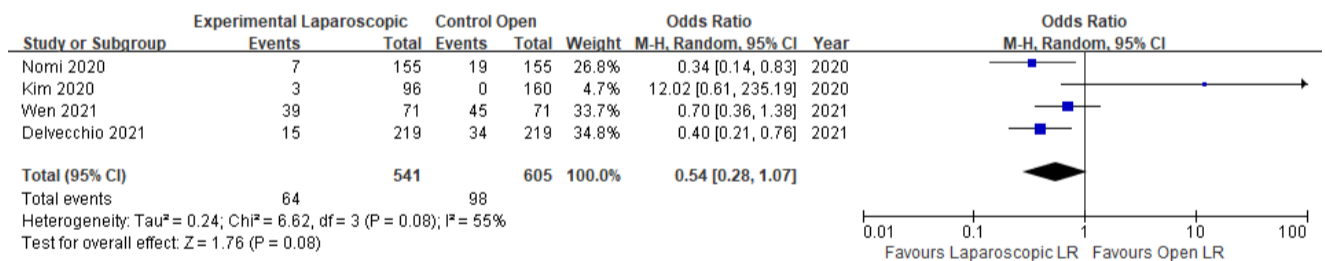 Experimental Laparoscopic Control Open Odds Ratio Odds Ratio
Study or Subgroup Events Total Events Total Weight M-H, Random, 95% CI Year M-H, Random, 95% CI
Nomi 2020 7 155 19 155 26.8% 0.34 [0.14, 0.83] 2020
Kim 2020 3 96 0 160 4.7% 12.02 [0.61, 235.19] 2020
Wen 2021 39 71 45 71 33.7% 0.70 [0.36, 1.38] 2021
Delvecchio 2021 15 219 34 219 34.8% 0.40 [0.21, 0.76] 2021
Total (95% CI) 541 605 100.0% 0.54 [0.28, 1.07]
Total events 64 98
Heterogeneity: Tau² = 0.24; Chi² = 6.62, df = 3 (P = 0.08); I² = 55%
Test for overall effect: Z = 1.76 (P = 0.08)
0.01 0.1 1 10 100
Favours Laparoscopic LR Favours Open LR